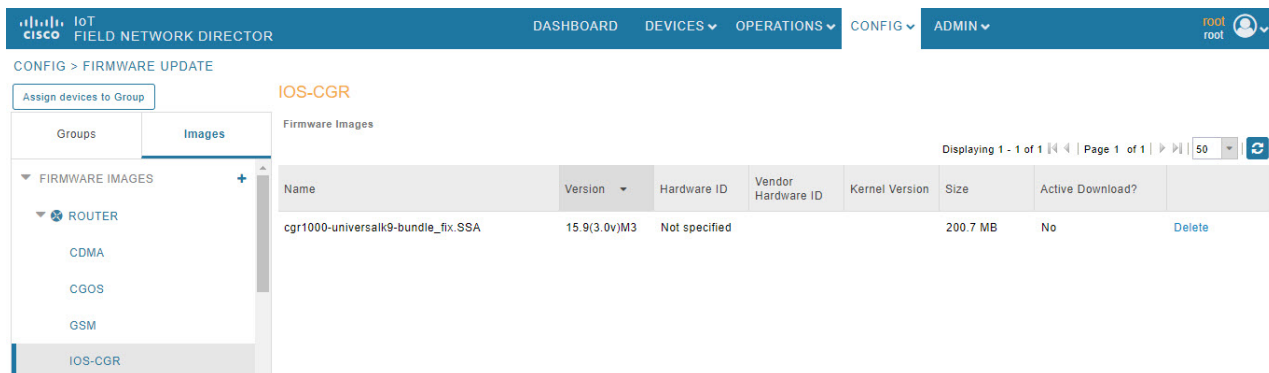 IoT
CISCO FIELD NETWORK DIRECTOR
DASHBOARD DEVICES OPERATIONS CONFIG ADMIN
root
root
CONFIG > FIRMWARE UPDATE
Assign devices to Group
Groups Images
FIRMWARE IMAGES +
ROUTER
CDMA
CGOS
GSM
IOS-CGR
IOS-CGR
Firmware Images
Displaying 1 - 1 of 1 | Page 1 of 1 | 50
Name Version Hardware ID Vendor Hardware ID Kernel Version Size Active Download?
cgr1000-universalk9-bundle_fix.SSA 15.9(3.0v)M3 Not specified 200.7 MB No Delete